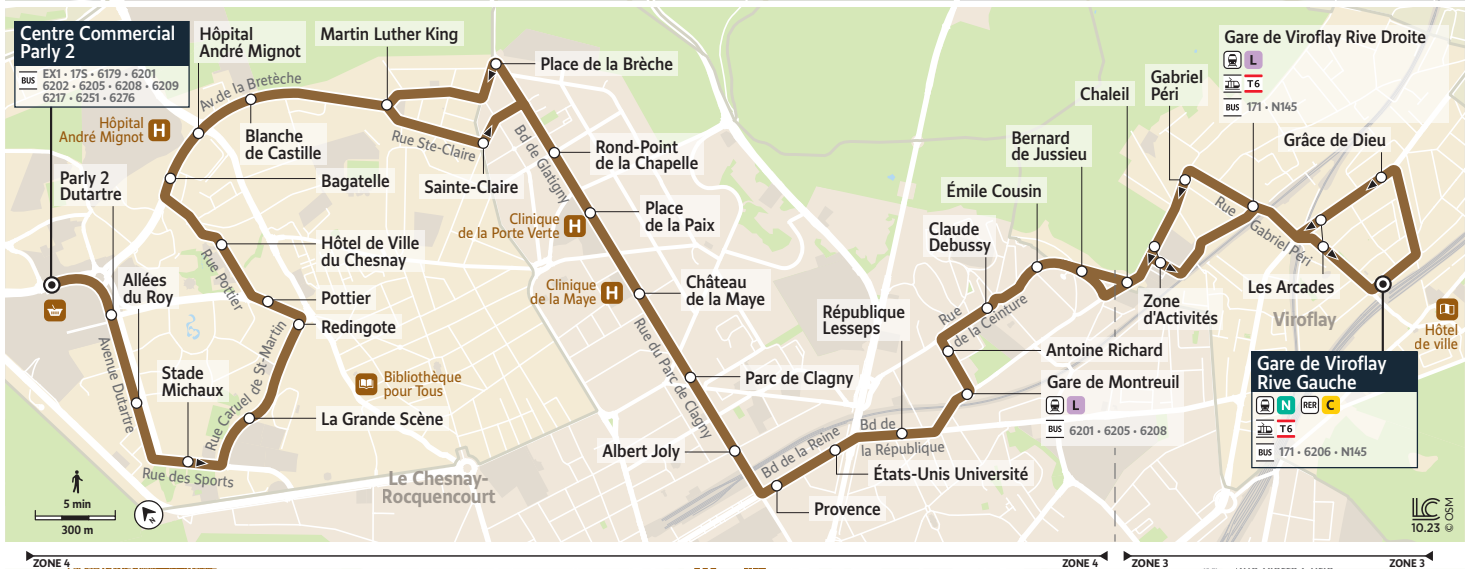 Centre Commercial
Parly 2
BUS
EX1 • 17S • 6179 • 6201
6202 • 6205 • 6208 • 6209
6217 • 6251 • 6276
Hôpital
André Mignot
Av.de la Bretèche
Hôpital
André Mignot
H
Blanche
de Castille
Martin Luther King
Place de la Brèche
Rue Ste-Claire
Sainte-Claire
Bd de Glatigny
Rond-Point
de la Chapelle
Bagatelle
Parly 2
Dutartre
Allées
du Roy
Avenue Dutartre
Stade
Michaux
Rue des Sports
Rue Pottier
Hôtel de Ville
du Chesnay
Pottier
Redingote
Rue Caruel de St-Martin
La Grande Scène
Bibliothèque
pour Tous
Le Chesnay-
Rocquencourt
Clinique
de la Porte Verte
H
Place
de la Paix
Clinique
de la Maye
H
Château
de la Maye
Rue du Parc de Clagny
Parc de Clagny
Albert Joly
Provence
Bd de la Reine
États-Unis Université
Bd de
la République
République
Lesseps
Gare de Montreuil
L
BUS
6201 • 6205 • 6208
Antoine Richard
Rue
de la Ceinture
Claude
Debussy
Émile Cousin
Bernard
de Jussieu
Chaleil
Gabriel
Péri
Zone
d'Activités
Gare de Viroflay Rive Droite
L
T6
BUS
171 • N145
Rue
Gabriel Péri
Grâce de Dieu
Les Arcades
Viroflay
Hôtel
de ville
Gare de Viroflay
Rive Gauche
N
RER
C
T6
BUS
171 • 6206 • N145
5 min
300 m
N
LC
10.23
© OSM
ZONE 4
ZONE 4
ZONE 3
ZONE 3